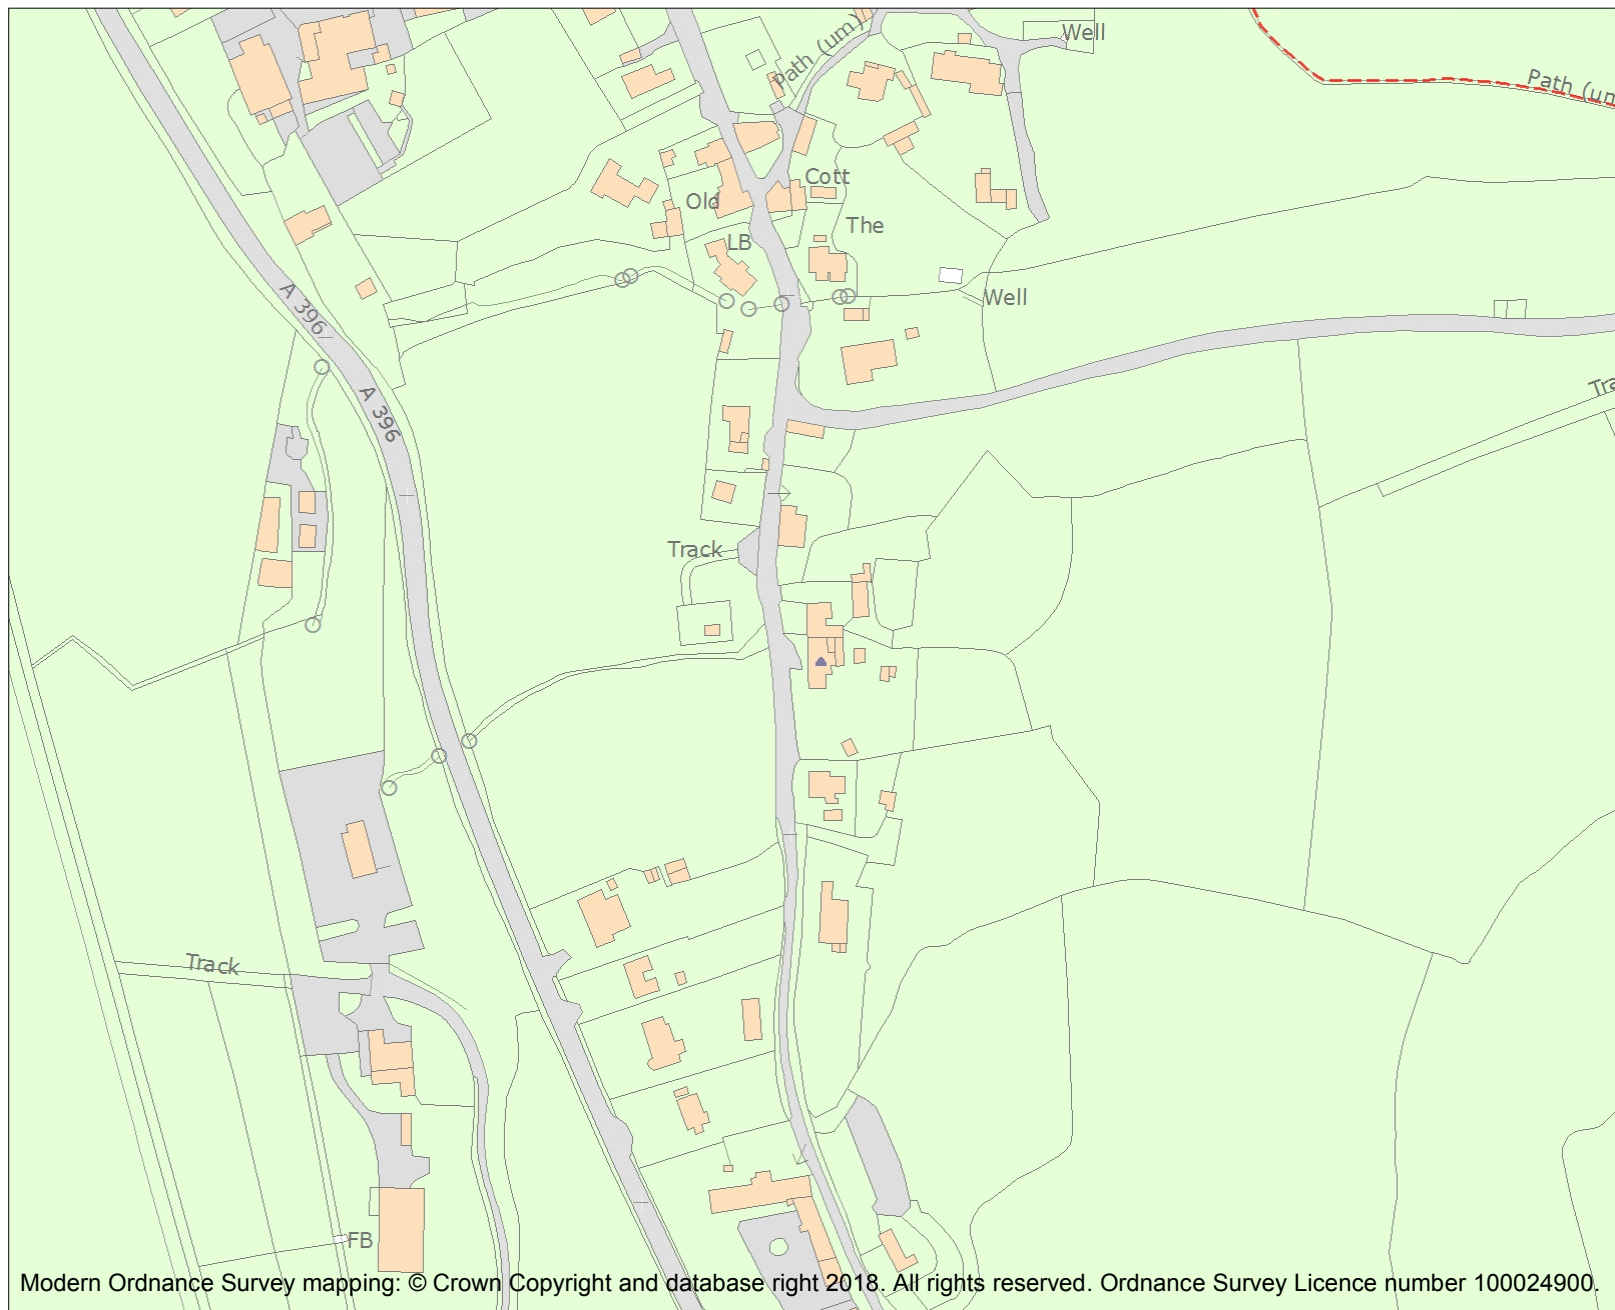 Well
Path (um)
Path (um
Cott
Old
The
LB
Well
A 396
Tra
A 396
Track
Track
FB
Modern Ordnance Survey mapping: © Crown Copyright and database right 2018. All rights reserved. Ordnance Survey Licence number 100024900.